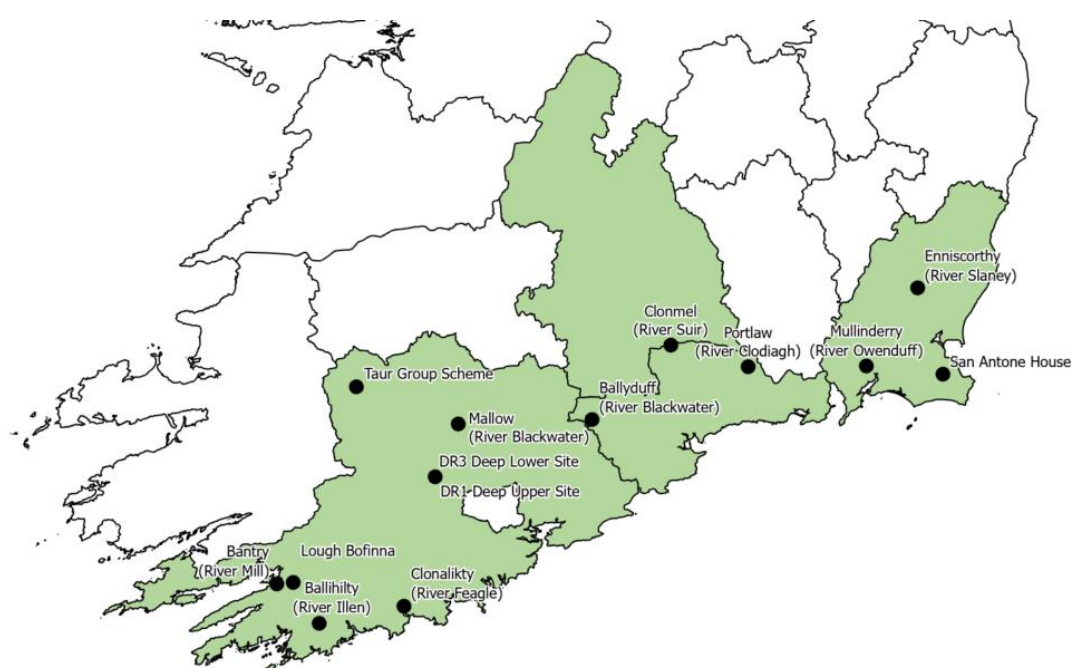 Enniscorthy
(River Slaney)
Clonmel
(River Suir)
Portlaw
(River Clodiagh)
Mullinderry
(River Owenduff)
San Antone House
Taur Group Scheme
Ballyduff
(River Blackwater)
Mallow
(River Blackwater)
DR3 Deep Lower Site
DR1 Deep Upper Site
Bantry
(River Mill)
Lough Bofinna
Ballihilty
(River Illen)
Clonalikty
(River Feagle)